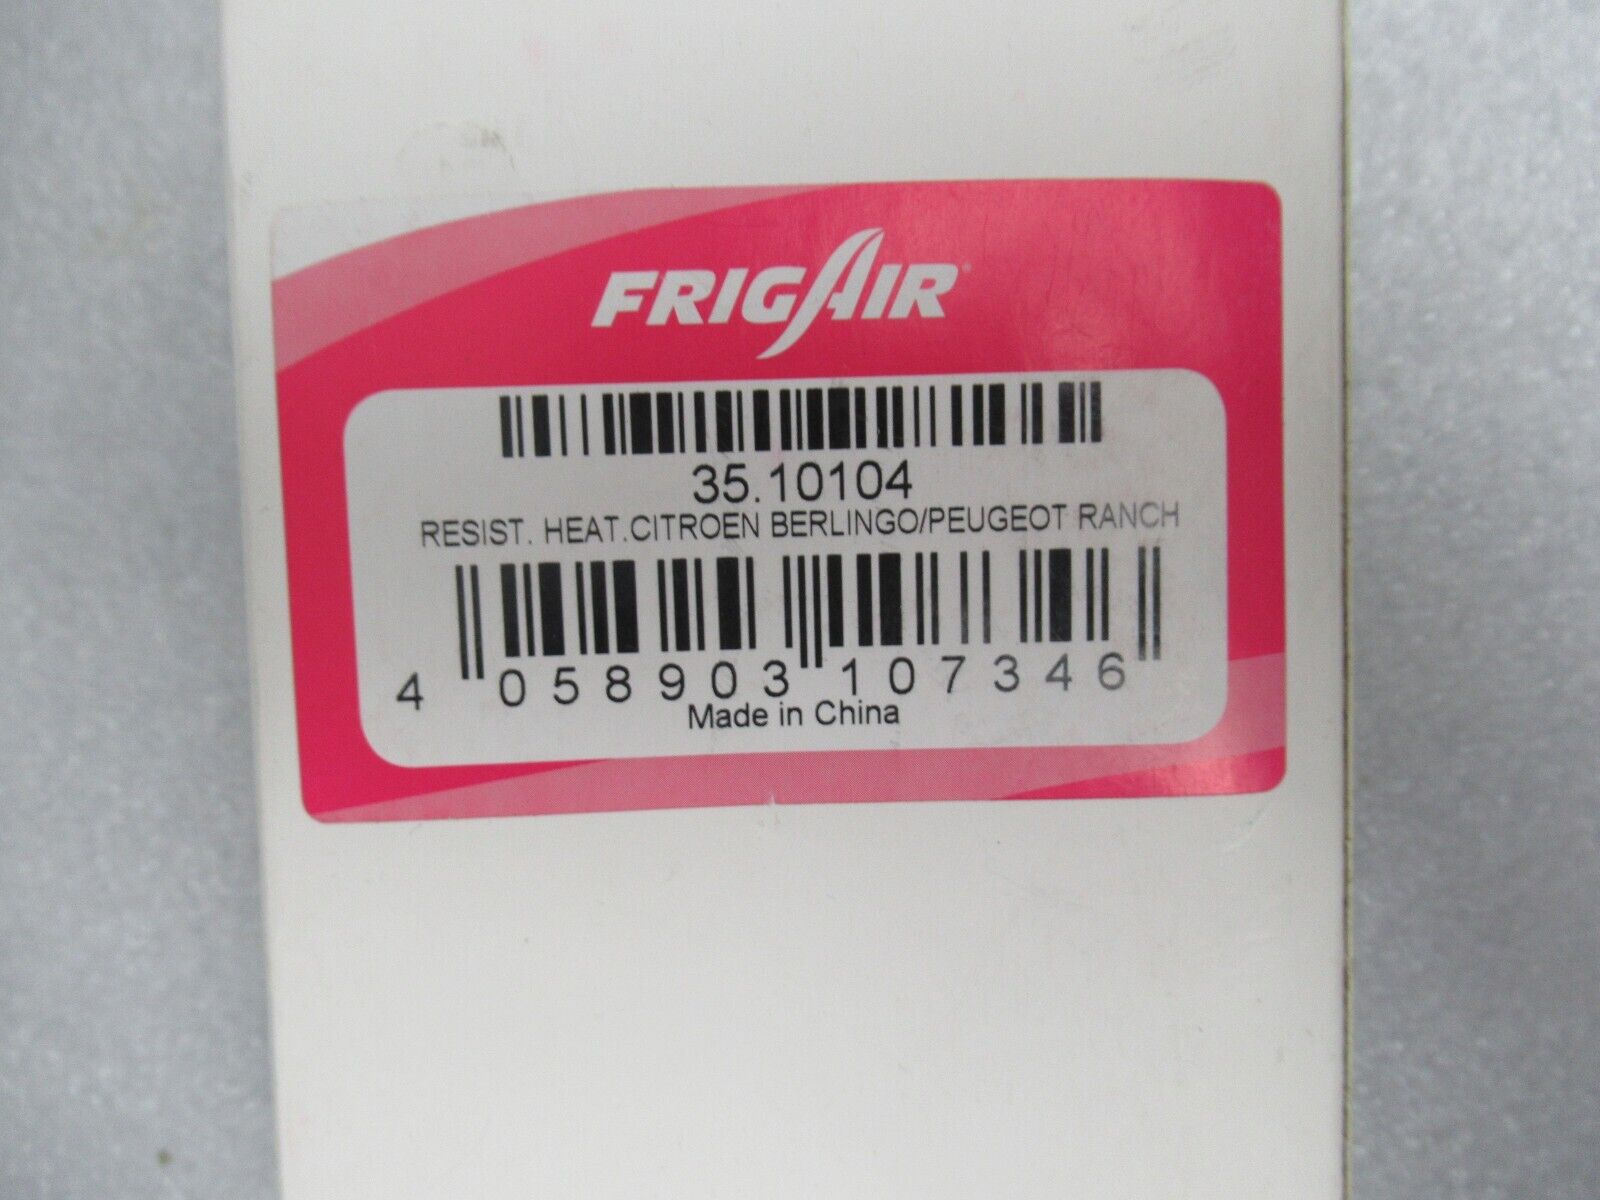 FRIGAIR
35.10104
RESIST. HEAT.CITROEN BERLINGO/PEUGEOT RANCH
4 058903 107346
Made in China